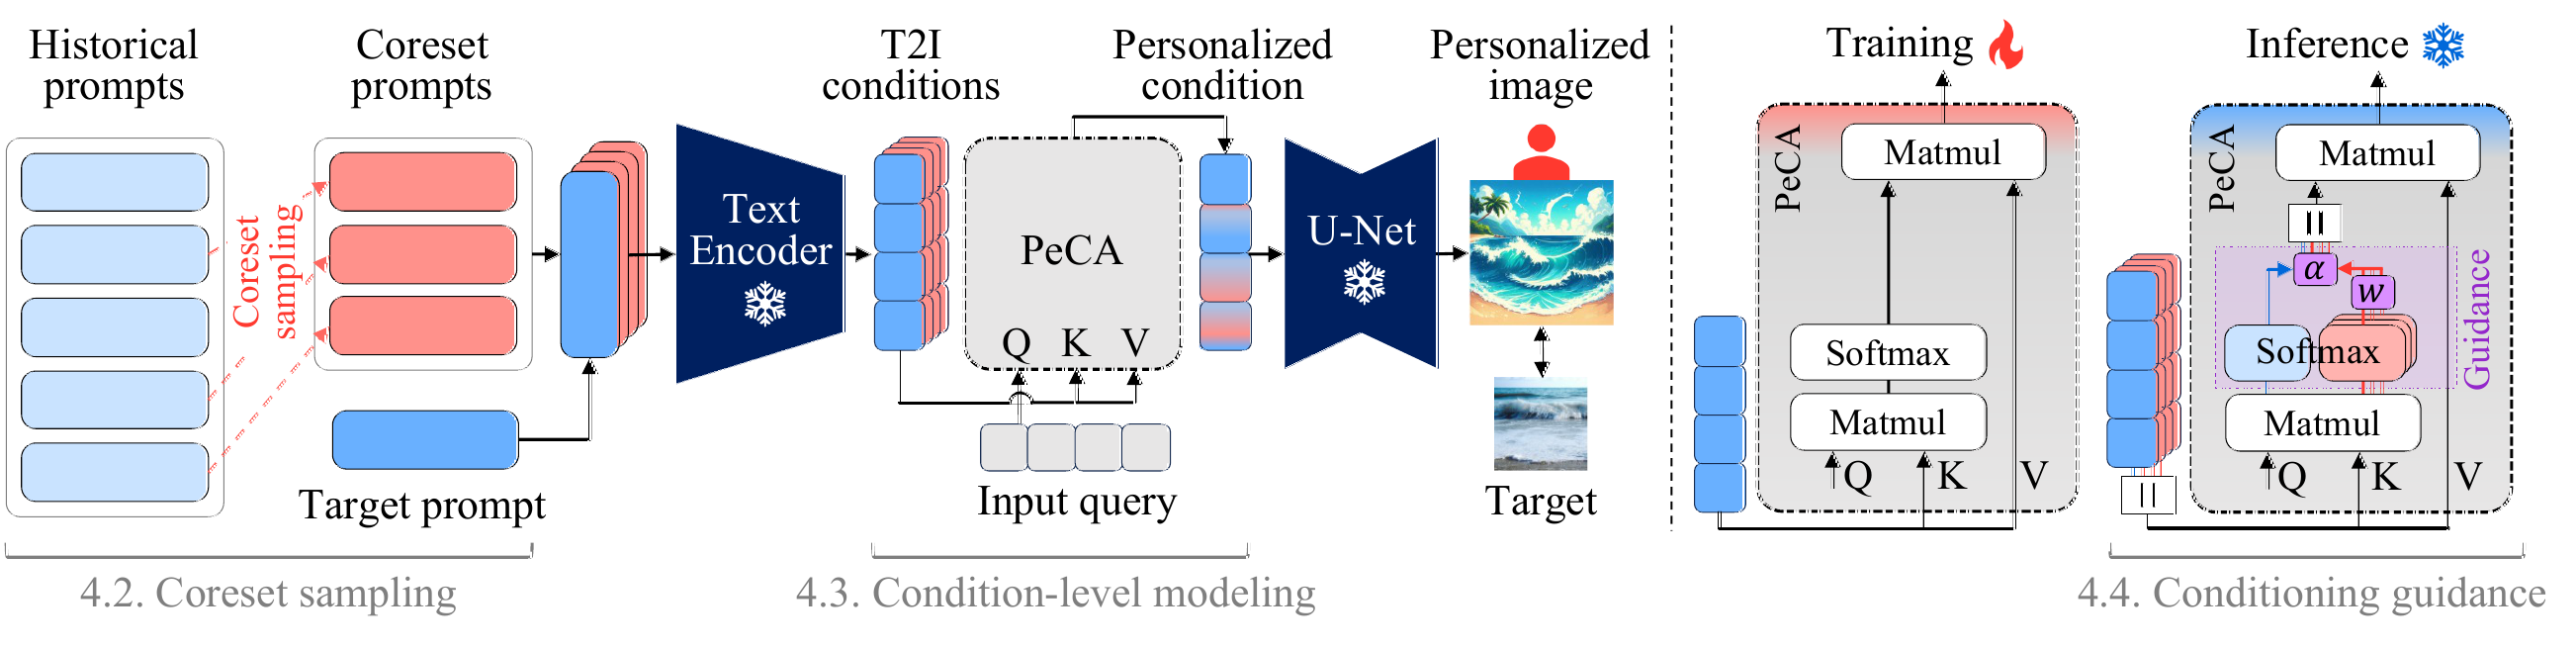 Historical
prompts
Coreset
prompts
Coreset
sampling
Target prompt
4.2. Coreset sampling
Text
Encoder
T2I
conditions
PeCA
Q K V
Input query
Personalized
condition
4.3. Condition-level modeling
U-Net
Personalized
image
Target
Training
PeCA
Matmul
Softmax
Matmul
Q K V
Inference
PeCA
Matmul
||
α
w
Softmax
Guidance
Matmul
Q K V
||
4.4. Conditioning guidance